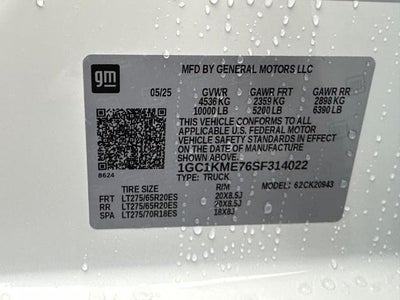 gm
MFD BY GENERAL MOTORS LLC
05/25 GVWR GAWR FRT GAWR RR
4536 KG 2359 KG 2898 KG
10000 LB 5200 LB 6390 LB
THIS VEHICLE CONFORMS TO ALL
APPLICABLE U.S. FEDERAL MOTOR
VEHICLE SAFETY STANDARDS IN EFFECT
ON THE DATE OF MANUFACTURE
SHOWN ABOVE.
1GC1KME76SF314022
8624
TYPE: TRUCK MODEL: 62CK20943
TIRE SIZE RIM
FRT LT275/65R20ES 20X8.5J
RR LT275/65R20ES 20X8.5J
SPA LT275/70R18ES 18X8J